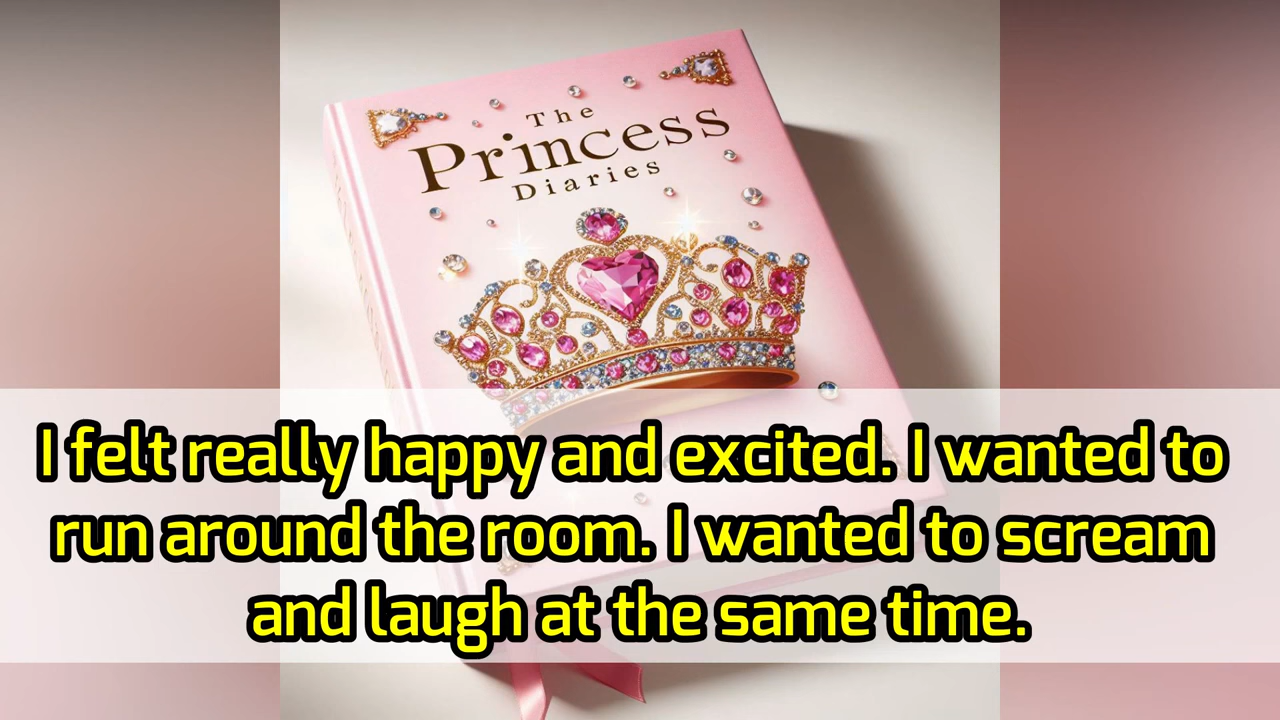 The
Princess
Diaries
I felt really happy and excited. I wanted to
run around the room. I wanted to scream
and laugh at the same time.